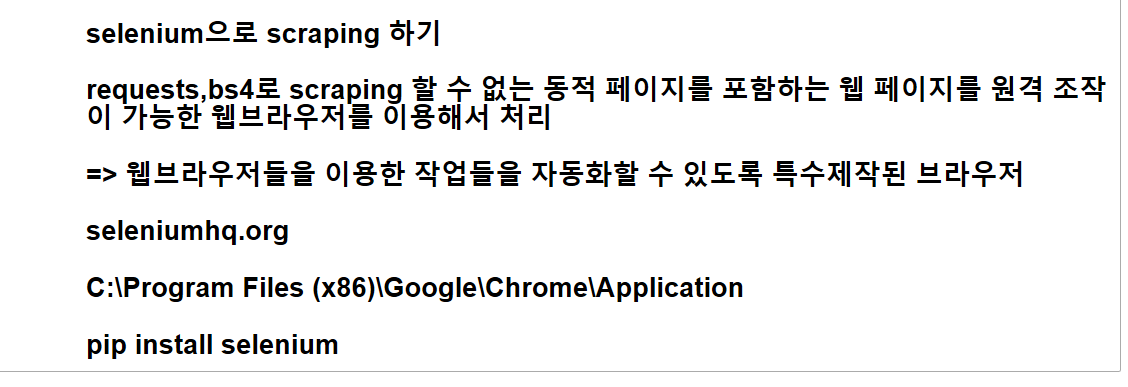 selenium으로 scraping 하기
requests,bs4로 scraping 할 수 없는 동적 페이지를 포함하는 웹 페이지를 원격 조작
이 가능한 웹브라우저를 이용해서 처리
=> 웹브라우저들을 이용한 작업들을 자동화할 수 있도록 특수제작된 브라우저
seleniumhq.org
C:\Program Files (x86)\Google\Chrome\Application
pip install selenium